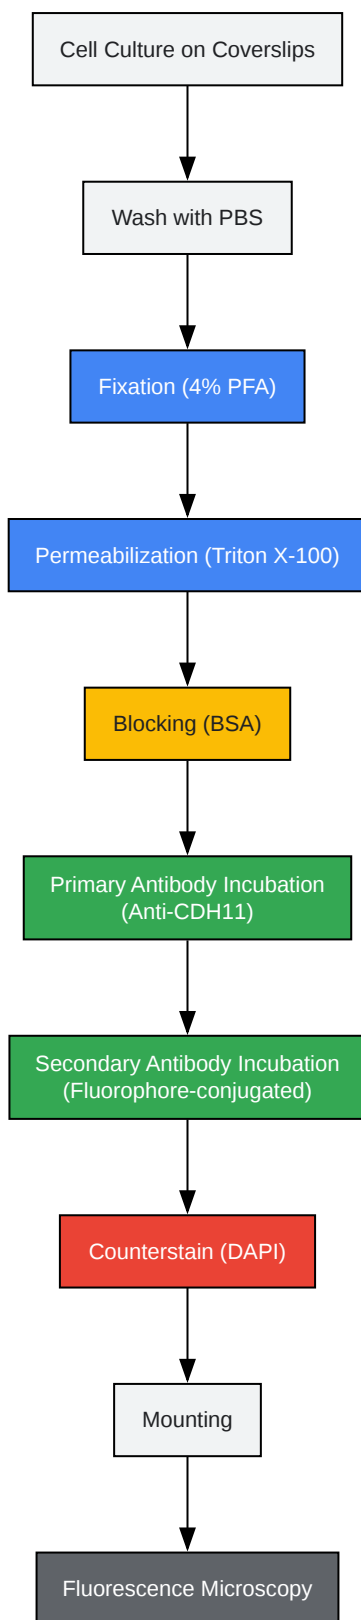 Cell Culture on Coverslips
Wash with PBS
Fixation (4% PFA)
Permeabilization (Triton X-100)
Blocking (BSA)
Primary Antibody Incubation
(Anti-CDH11)
Secondary Antibody Incubation
(Fluorophore-conjugated)
Counterstain (DAPI)
Mounting
Fluorescence Microscopy